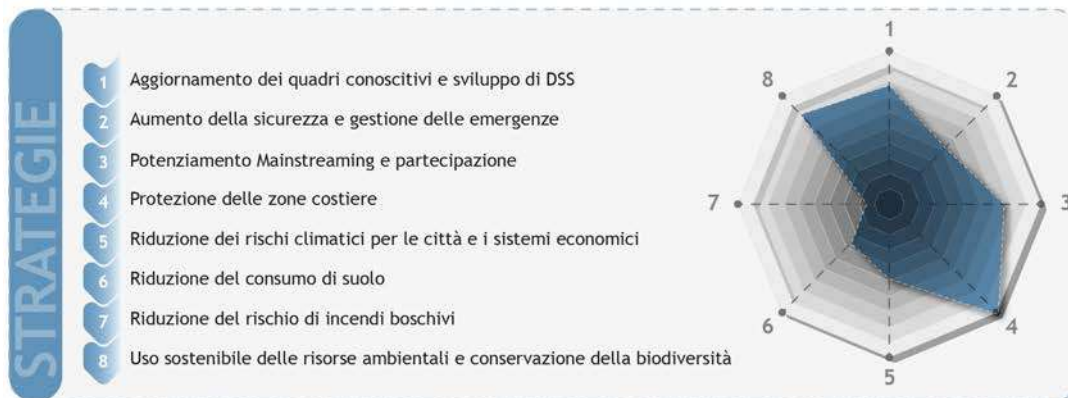 STRATEGIE
1 Aggiornamento dei quadri conoscitivi e sviluppo di DSS
2 Aumento della sicurezza e gestione delle emergenze
3 Potenziamento Mainstreaming e partecipazione
4 Protezione delle zone costiere
5 Riduzione dei rischi climatici per le città e i sistemi economici
6 Riduzione del consumo di suolo
7 Riduzione del rischio di incendi boschivi
8 Uso sostenibile delle risorse ambientali e conservazione della biodiversità
1
8
2
7
3
6
4
5